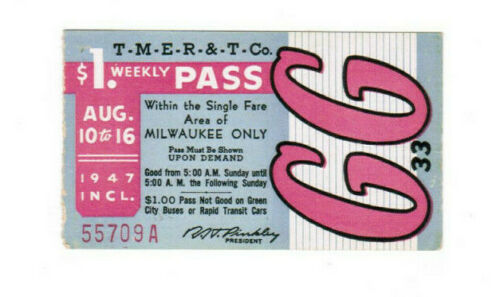 T-M-E-R-&-T-Co.
$1. WEEKLY PASS
AUG.
10 to 16
1947
INCL.
55709A
Within the Single Fare
Area of
MILWAUKEE ONLY
Pass Must Be Shown
UPON DEMAND
Good from 5:00 A.M. Sunday until
5:00 A.M. the Following Sunday
$1.00 Pass Not Good on Green
City Buses or Rapid Transit Cars
PRESIDENT
GG
33